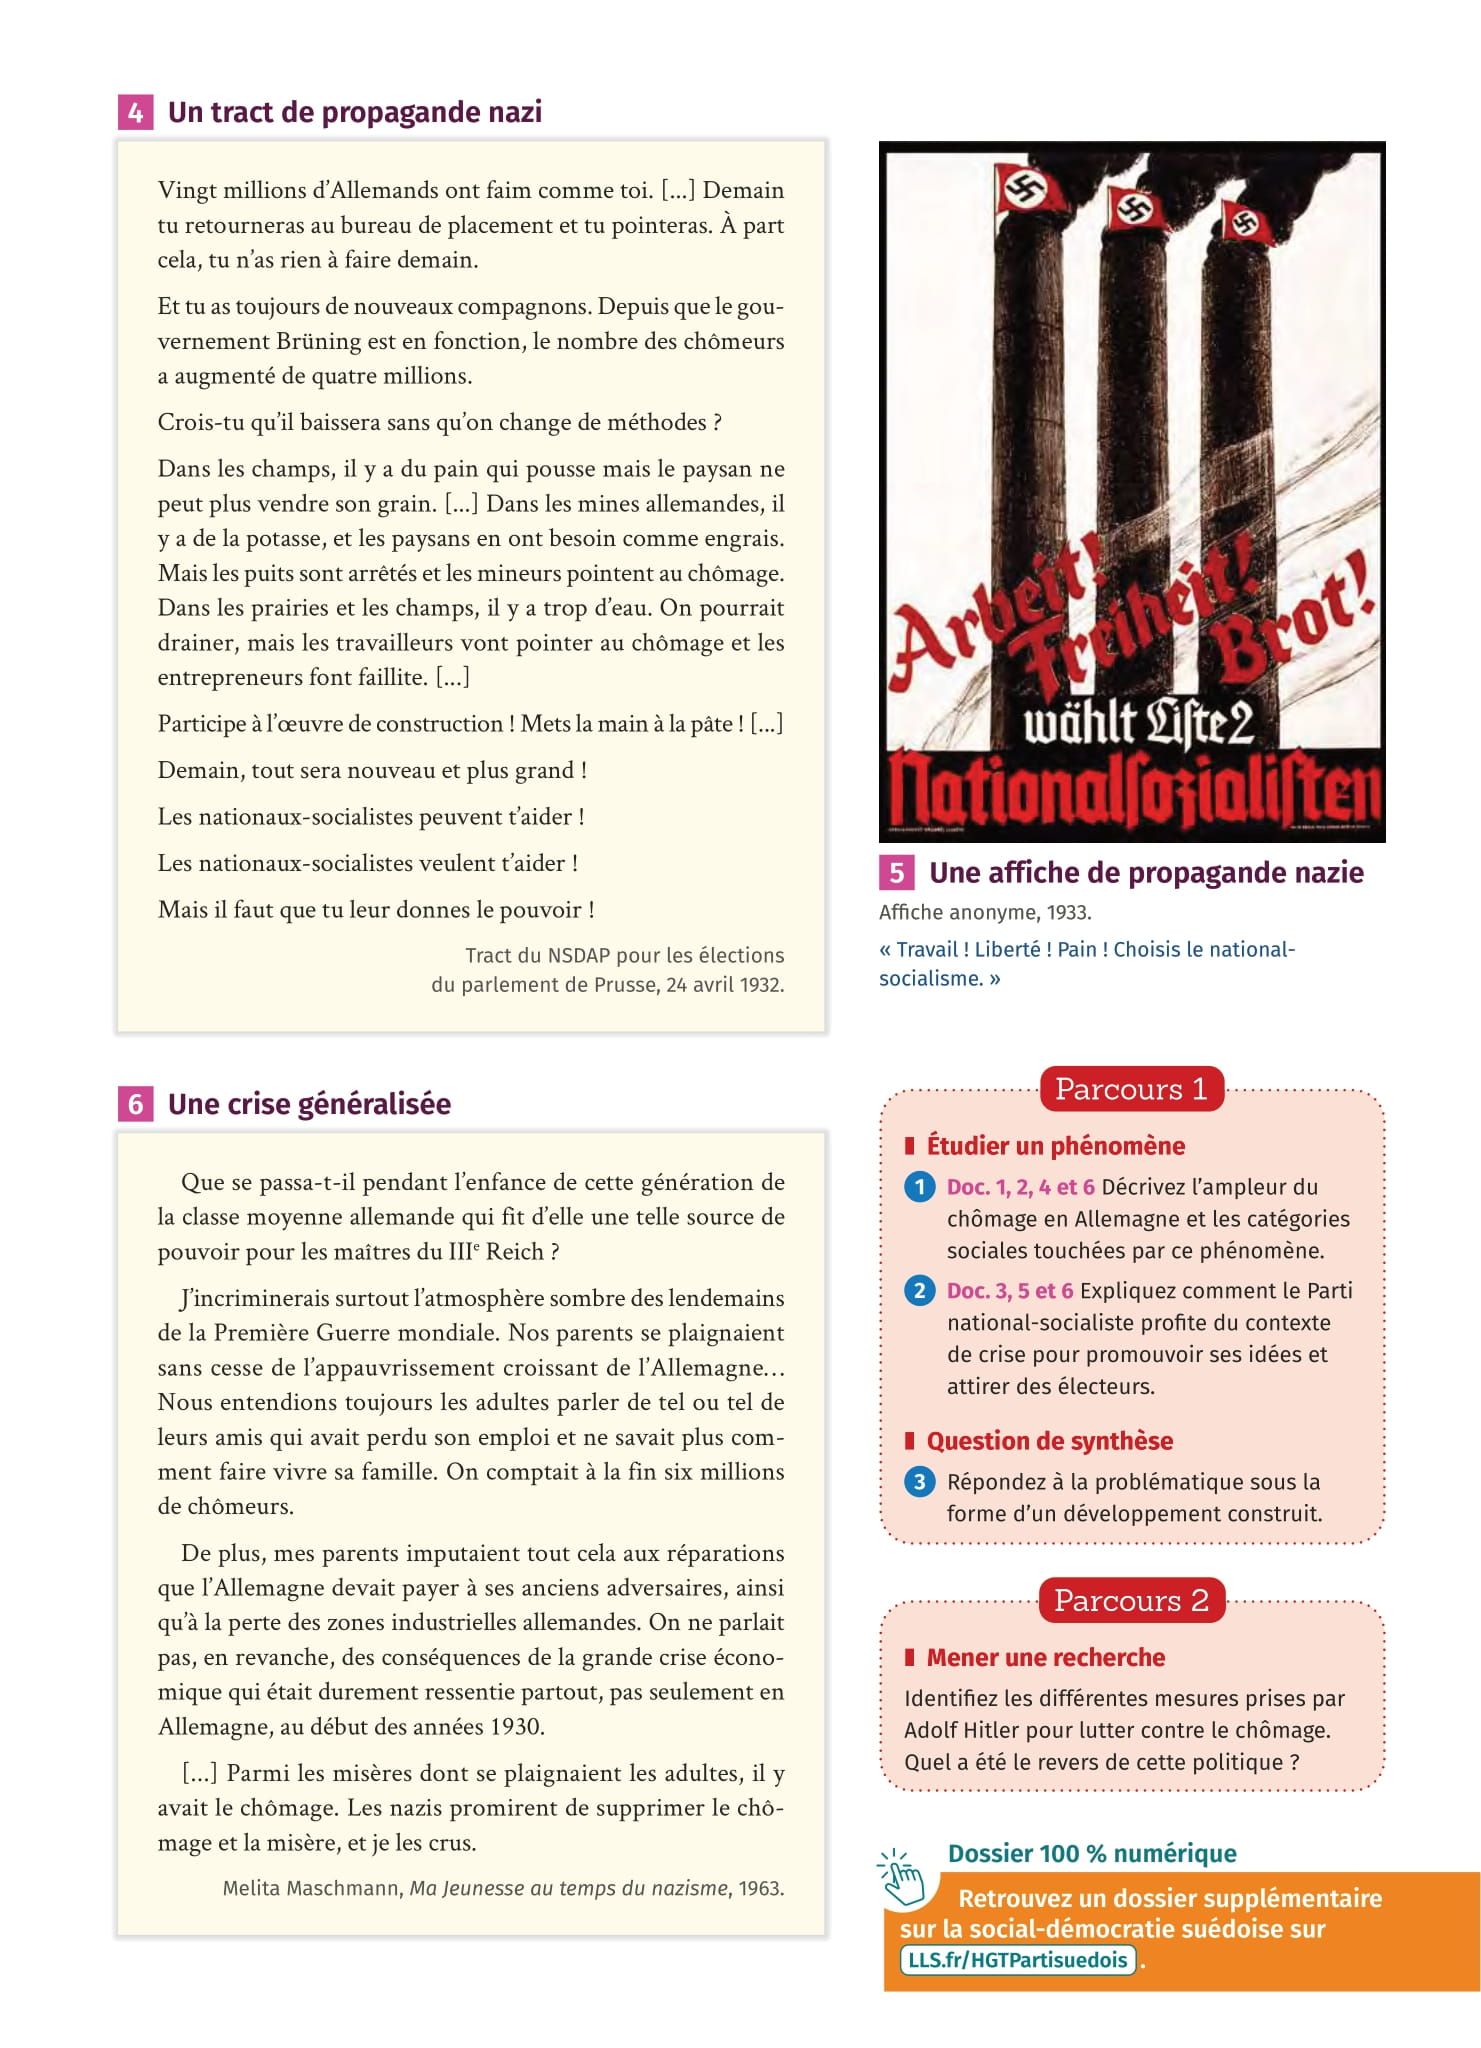 4 Un tract de propagande nazi
Vingt millions d'Allemands ont faim comme toi. [...] Demain
tu retourneras au bureau de placement et tu pointeras. À part
cela, tu n'as rien à faire demain.
Et tu as toujours de nouveaux compagnons. Depuis que le gou-
vernement Brüning est en fonction, le nombre des chômeurs
a augmenté de quatre millions.
Crois-tu qu'il baissera sans qu'on change de méthodes ?
Dans les champs, il y a du pain qui pousse mais le paysan ne
peut plus vendre son grain. [...] Dans les mines allemandes, il
y a de la potasse, et les paysans en ont besoin comme engrais.
Mais les puits sont arrêtés et les mineurs pointent au chômage.
Dans les prairies et les champs, il y a trop d'eau. On pourrait
drainer, mais les travailleurs vont pointer au chômage et les
entrepreneurs font faillite. [...]
Participe à l'œuvre de construction ! Mets la main à la pâte ! [...]
Demain, tout sera nouveau et plus grand !
Les nationaux-socialistes peuvent t'aider !
Les nationaux-socialistes veulent t'aider !
Mais il faut que tu leur donnes le pouvoir !
Tract du NSDAP pour les élections
du parlement de Prusse, 24 avril 1932.
Arbeit!
Freiheit!
Brot!
wählt Liste 2
Nationalsozialisten
5 Une affiche de propagande nazie
Affiche anonyme, 1933.
« Travail ! Liberté ! Pain ! Choisis le national-
socialisme. »
6 Une crise généralisée
Que se passa-t-il pendant l'enfance de cette génération de
la classe moyenne allemande qui fit d'elle une telle source de
pouvoir pour les maîtres du IIIe Reich ?
J'incriminerais surtout l'atmosphère sombre des lendemains
de la Première Guerre mondiale. Nos parents se plaignaient
sans cesse de l'appauvrissement croissant de l'Allemagne...
Nous entendions toujours les adultes parler de tel ou tel de
leurs amis qui avait perdu son emploi et ne savait plus com-
ment faire vivre sa famille. On comptait à la fin six millions
de chômeurs.
De plus, mes parents imputaient tout cela aux réparations
que l'Allemagne devait payer à ses anciens adversaires, ainsi
qu'à la perte des zones industrielles allemandes. On ne parlait
pas, en revanche, des conséquences de la grande crise écono-
mique qui était durement ressentie partout, pas seulement en
Allemagne, au début des années 1930.
[...] Parmi les misères dont se plaignaient les adultes, il y
avait le chômage. Les nazis promirent de supprimer le chô-
mage et la misère, et je les crus.
Melita Maschmann, Ma Jeunesse au temps du nazisme, 1963.
Parcours 1
Étudier un phénomène
1 Doc. 1, 2, 4 et 6 Décrivez l'ampleur du
chômage en Allemagne et les catégories
sociales touchées par ce phénomène.
2 Doc. 3, 5 et 6 Expliquez comment le Parti
national-socialiste profite du contexte
de crise pour promouvoir ses idées et
attirer des électeurs.
Question de synthèse
3 Répondez à la problématique sous la
forme d'un développement construit.
Parcours 2
Mener une recherche
Identifiez les différentes mesures prises par
Adolf Hitler pour lutter contre le chômage.
Quel a été le revers de cette politique ?
Dossier 100 % numérique
Retrouvez un dossier supplémentaire
sur la social-démocratie suédoise sur
LLS.fr/HGTPartisuedois .